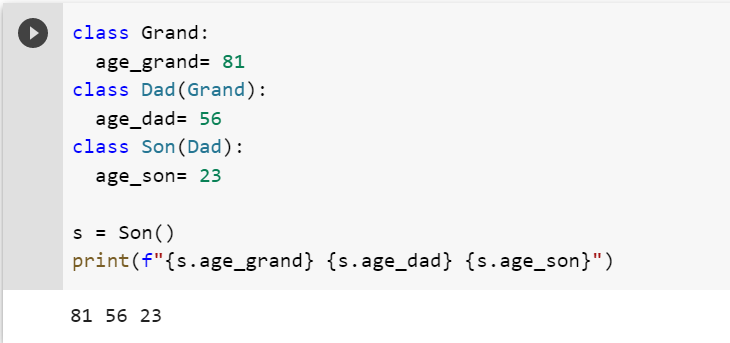 class Grand:
  age_grand= 81
class Dad(Grand):
  age_dad= 56
class Son(Dad):
  age_son= 23

s = Son()
print(f"{s.age_grand} {s.age_dad} {s.age_son}")
81 56 23